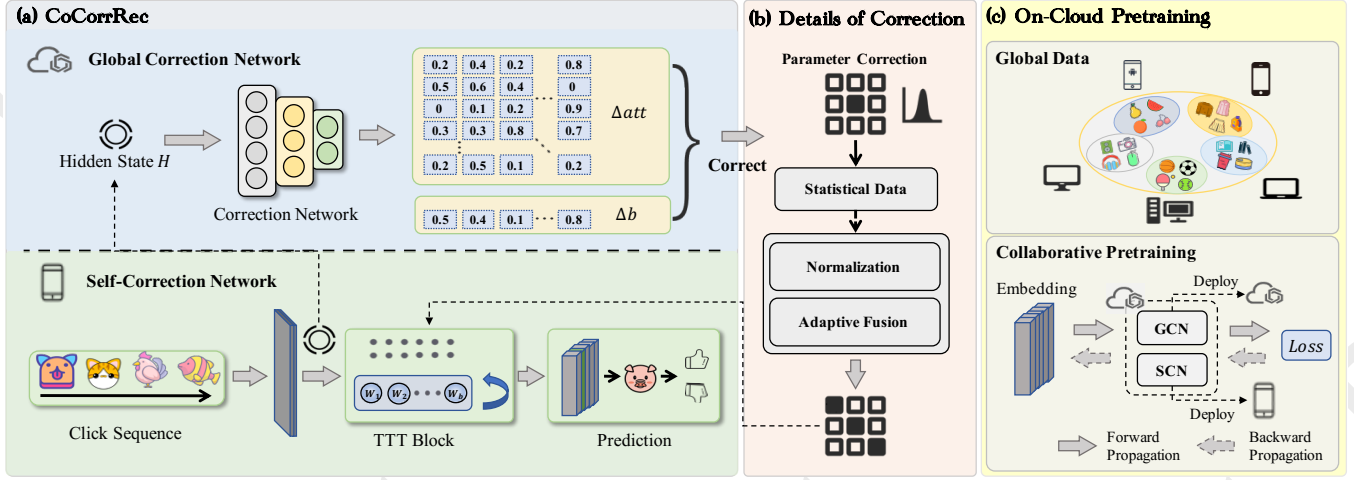 (a) CoCorrRec
Global Correction Network
Hidden State H
Correction Network
0.2 0.4 0.2 0.8
0.5 0.6 0.4 ... 0
0 0.1 0.2 0.9
0.3 0.3 0.8 0.7
0.2 0.5 0.1 0.2
Δatt
0.5 0.4 0.1 ... 0.8
Δb
Correct
Self-Correction Network
Click Sequence
W1 W2 ... Wb
TTT Block
Prediction
(b) Details of Correction
Parameter Correction
Statistical Data
Normalization
Adaptive Fusion
(c) On-Cloud Pretraining
Global Data
Collaborative Pretraining
Embedding
Deploy
GCN
SCN
Loss
Deploy
Forward
Propagation
Backward
Propagation